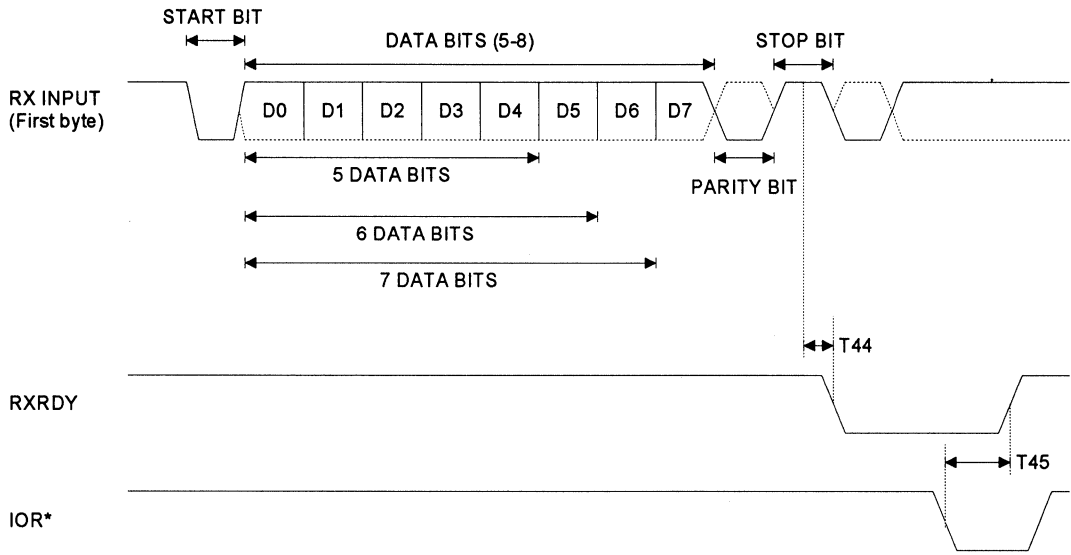 START BIT
DATA BITS (5-8)
STOP BIT
RX INPUT
(First byte)
D0 D1 D2 D3 D4 D5 D6 D7
5 DATA BITS
PARITY BIT
6 DATA BITS
7 DATA BITS
T44
RXRDY
T45
IOR*